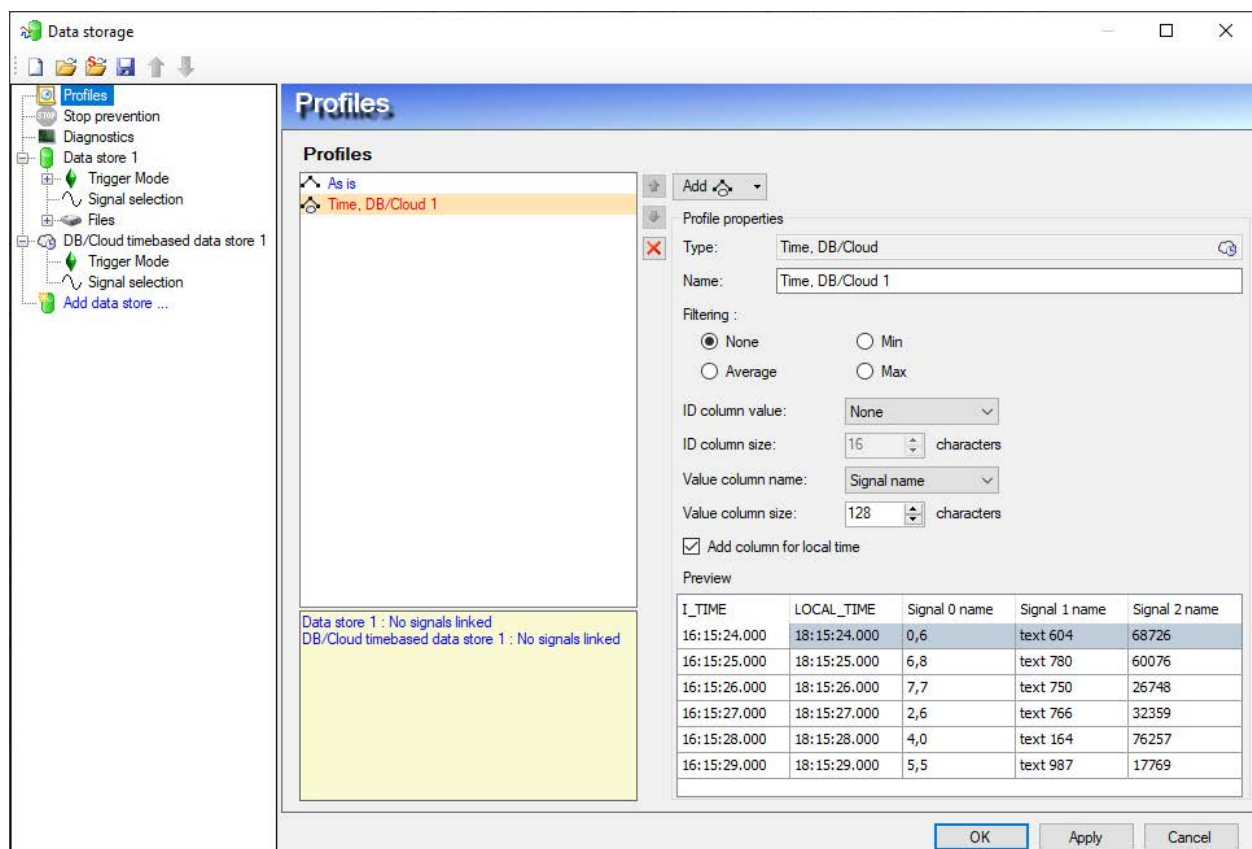 Data storage
Profiles
Stop prevention
Diagnostics
Data store 1
Trigger Mode
Signal selection
Files
DB/Cloud timebased data store 1
Trigger Mode
Signal selection
Add data store ...
Profiles
Profiles
As is
Time, DB/Cloud 1
Data store 1 : No signals linked
DB/Cloud timebased data store 1 : No signals linked
Add
Profile properties
Type: Time, DB/Cloud
Name: Time, DB/Cloud 1
Filtering :
None Min
Average Max
ID column value: None
ID column size: 16 characters
Value column name: Signal name
Value column size: 128 characters
Add column for local time
Preview
I_TIME LOCAL_TIME Signal 0 name Signal 1 name Signal 2 name
16:15:24.000 18:15:24.000 0,6 text 604 68726
16:15:25.000 18:15:25.000 6,8 text 780 60076
16:15:26.000 18:15:26.000 7,7 text 750 26748
16:15:27.000 18:15:27.000 2,6 text 766 32359
16:15:28.000 18:15:28.000 4,0 text 164 76257
16:15:29.000 18:15:29.000 5,5 text 987 17769
OK Apply Cancel